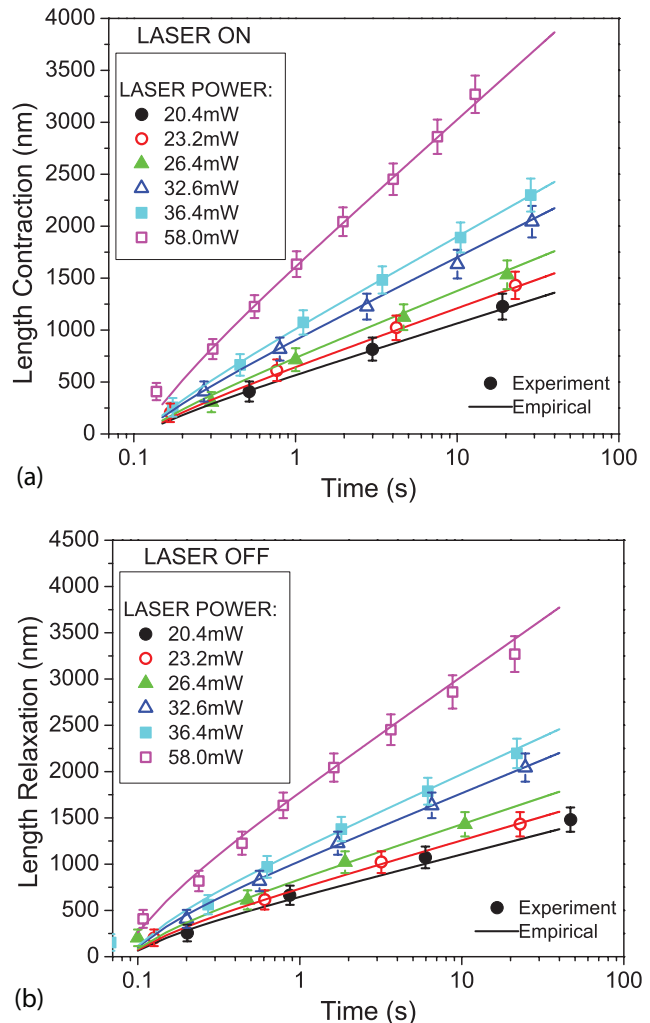 LASER ON
LASER POWER:
20.4mW
23.2mW
26.4mW
32.6mW
36.4mW
58.0mW
4000
3500
3000
2500
2000
1500
1000
500
0
Length Contraction (nm)
Experiment
Empirical
0.1
1
10
100
Time (s)
(a)
LASER OFF
LASER POWER:
20.4mW
23.2mW
26.4mW
32.6mW
36.4mW
58.0mW
4500
4000
3500
3000
2500
2000
1500
1000
500
0
Length Relaxation (nm)
Experiment
Empirical
0.1
1
10
100
Time (s)
(b)